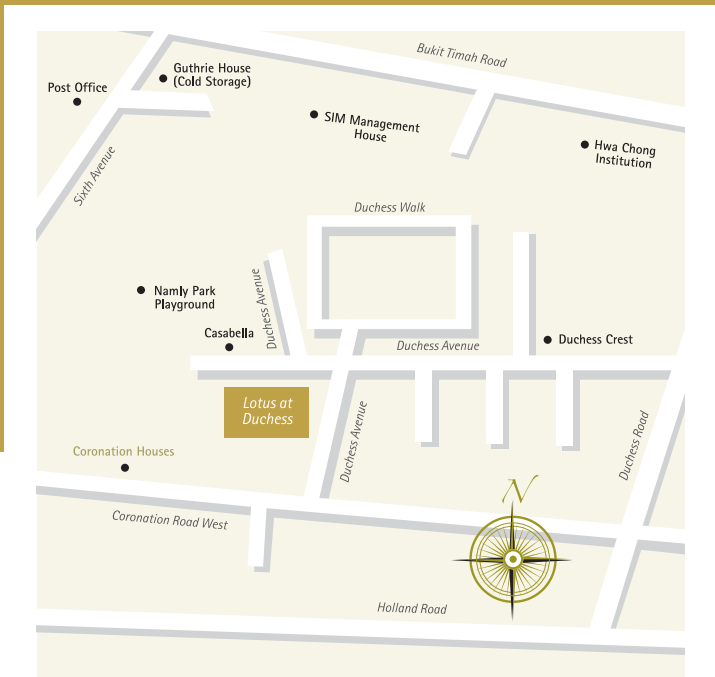 Bukit Timah Road
Guthrie House
(Cold Storage)
Post Office
SIM Management
House
Hwa Chong
Institution
Sixth Avenue
Duchess Walk
Namly Park
Playground
Duchess Avenue
Casabella
Duchess Avenue
Duchess Crest
Lotus at
Duchess
Duchess Avenue
Duchess Road
Coronation Houses
N
Coronation Road West
Holland Road